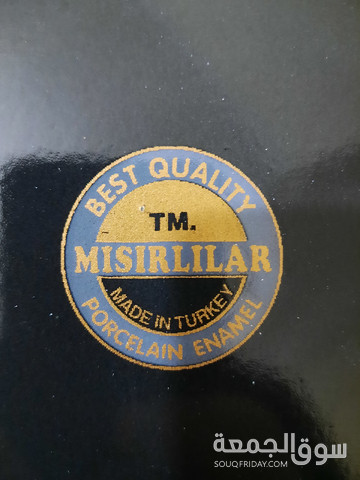 BEST QUALITY
TM.
MISIRLILAR
MADE IN TURKEY
PORCELAIN ENAMEL
سوق الجمعة
SOUQFRIDAY.COM